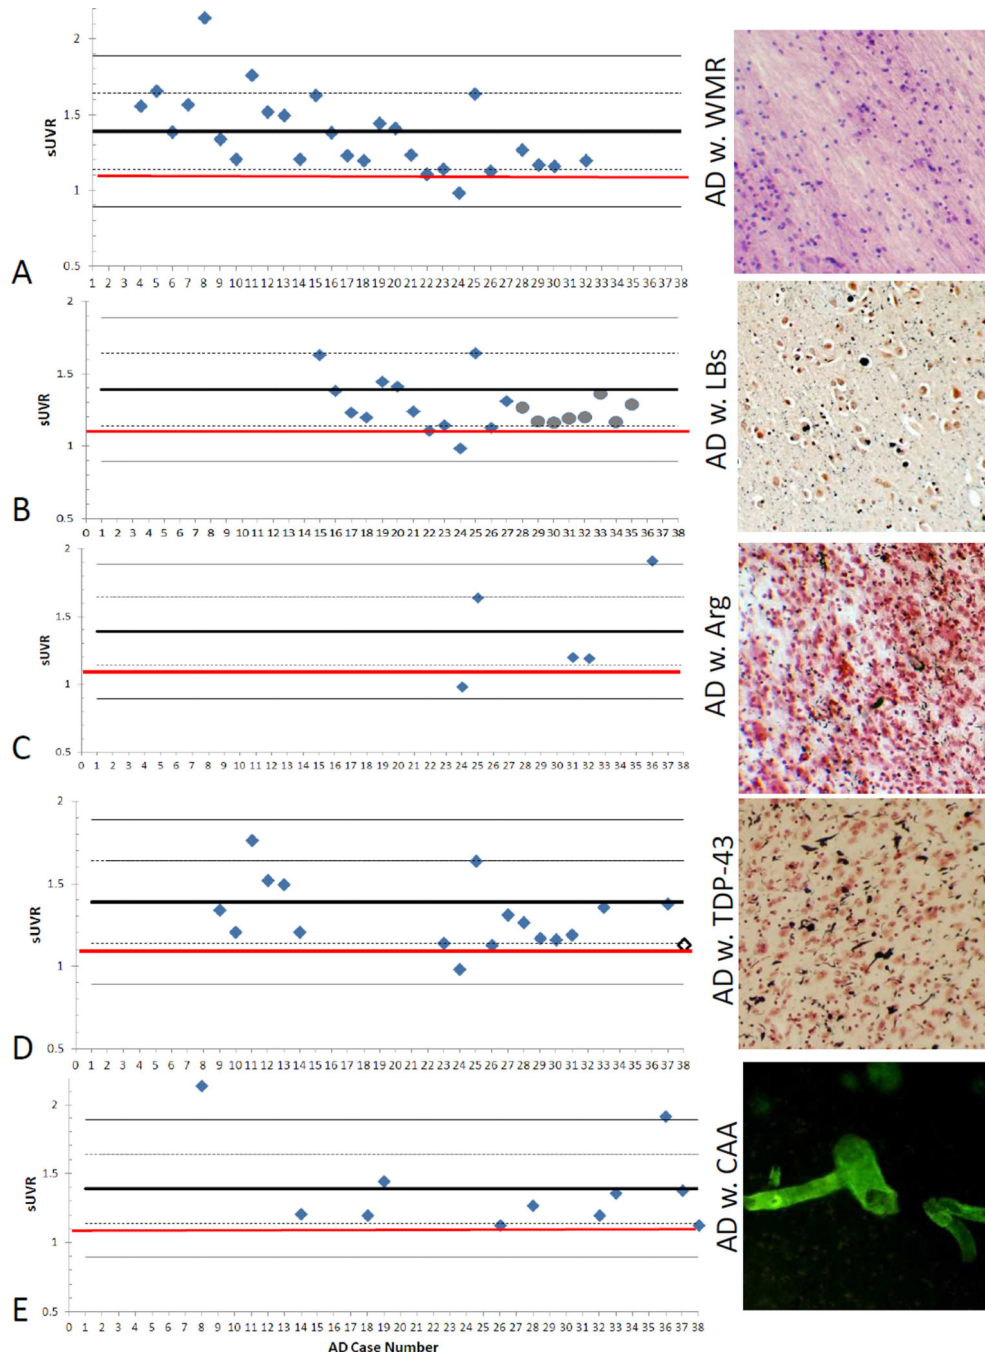 2
1.5
sUVR
1
0.5
A
1 2 3 4 5 6 7 8 9 10 11 12 13 14 15 16 17 18 19 20 21 22 23 24 25 26 27 28 29 30 31 32 33 34 35 36 37 38
AD w. WMR
2
1.5
sUVR
1
0.5
B
0 1 2 3 4 5 6 7 8 9 10 11 12 13 14 15 16 17 18 19 20 21 22 23 24 25 26 27 28 29 30 31 32 33 34 35 36 37 38
AD w. LBs
2
1.5
sUVR
1
0.5
C
0 1 2 3 4 5 6 7 8 9 10 11 12 13 14 15 16 17 18 19 20 21 22 23 24 25 26 27 28 29 30 31 32 33 34 35 36 37 38
AD w. Arg
2
1.5
sUVR
1
0.5
D
0 1 2 3 4 5 6 7 8 9 10 11 12 13 14 15 16 17 18 19 20 21 22 23 24 25 26 27 28 29 30 31 32 33 34 35 36 37 38
AD w. TDP-43
2
1.5
sUVR
1
0.5
E
0 1 2 3 4 5 6 7 8 9 10 11 12 13 14 15 16 17 18 19 20 21 22 23 24 25 26 27 28 29 30 31 32 33 34 35 36 37 38
AD Case Number
AD w. CAA